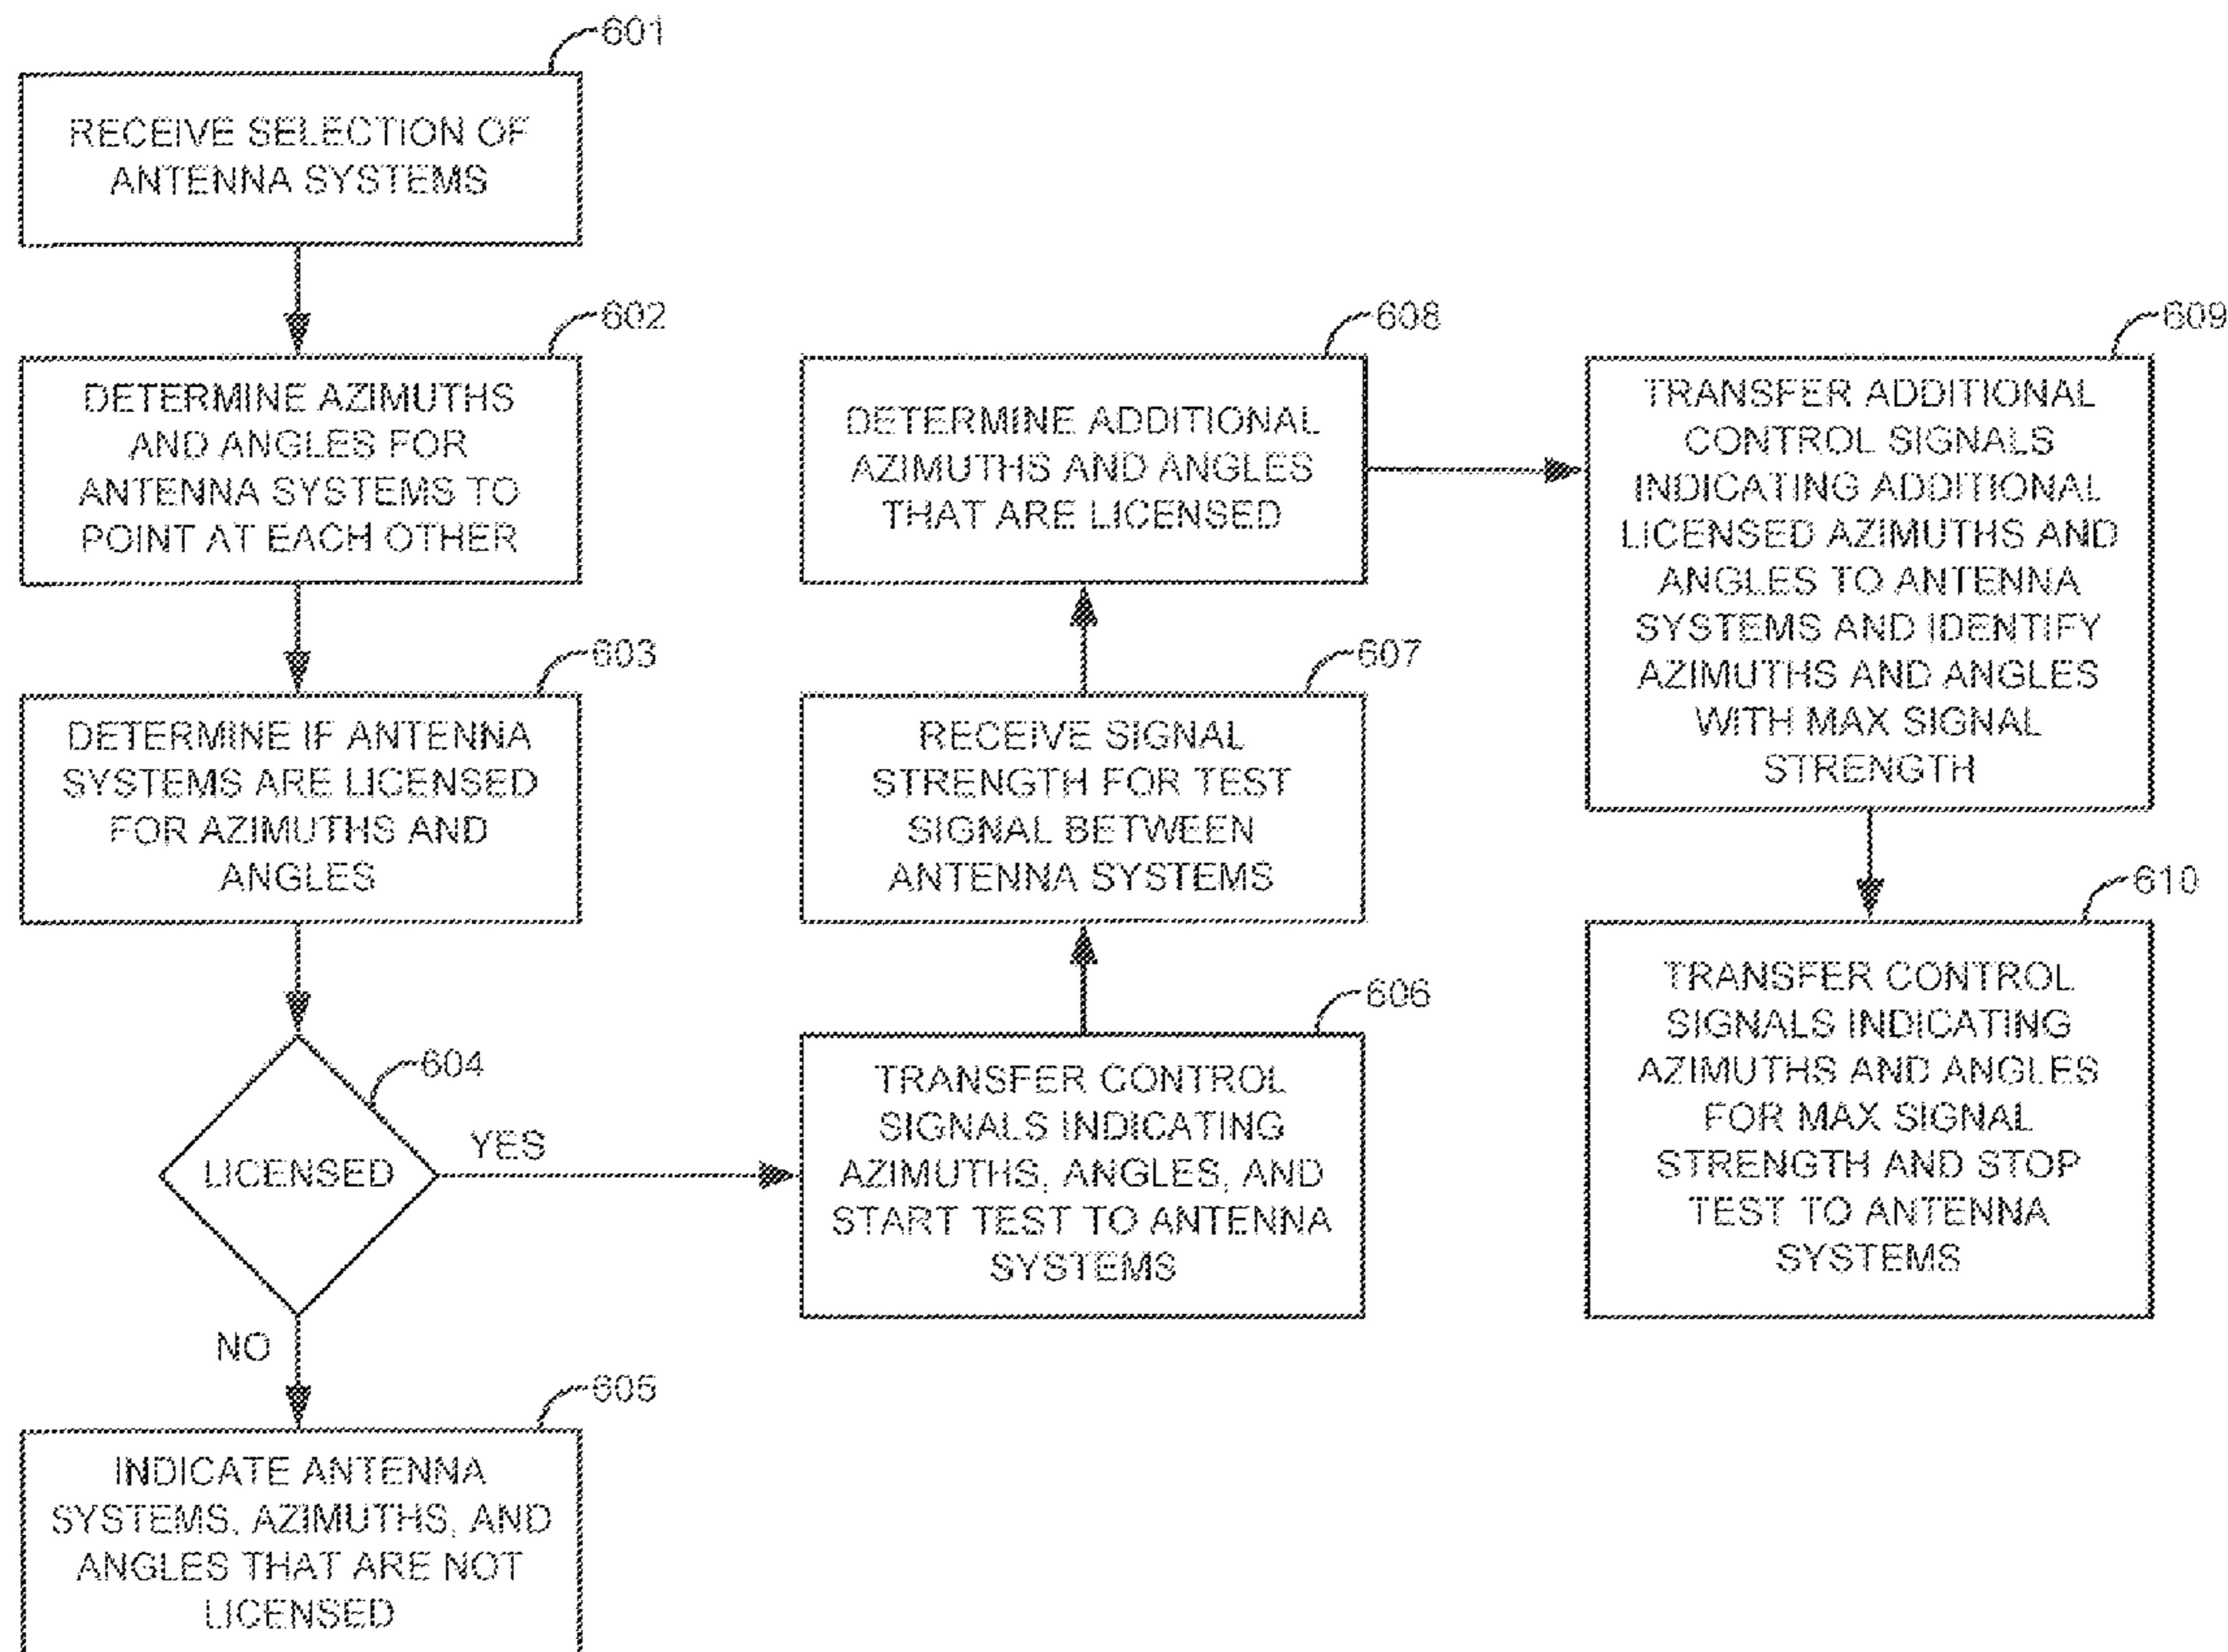 601
RECEIVE SELECTION OF
ANTENNA SYSTEMS
602
DETERMINE AZIMUTHS
AND ANGLES FOR
ANTENNA SYSTEMS TO
POINT AT EACH OTHER
603
DETERMINE IF ANTENNA
SYSTEMS ARE LICENSED
FOR AZIMUTHS AND
ANGLES
604
LICENSED
YES
NO
605
INDICATE ANTENNA
SYSTEMS, AZIMUTHS, AND
ANGLES THAT ARE NOT
LICENSED
606
TRANSFER CONTROL
SIGNALS INDICATING
AZIMUTHS, ANGLES, AND
START TEST TO ANTENNA
SYSTEMS
607
RECEIVE SIGNAL
STRENGTH FOR TEST
SIGNAL BETWEEN
ANTENNA SYSTEMS
608
DETERMINE ADDITIONAL
AZIMUTHS AND ANGLES
THAT ARE LICENSED
609
TRANSFER ADDITIONAL
CONTROL SIGNALS
INDICATING ADDITIONAL
LICENSED AZIMUTHS AND
ANGLES TO ANTENNA
SYSTEMS AND IDENTIFY
AZIMUTHS AND ANGLES
WITH MAX SIGNAL
STRENGTH
610
TRANSFER CONTROL
SIGNALS INDICATING
AZIMUTHS AND ANGLES
FOR MAX SIGNAL
STRENGTH AND STOP
TEST TO ANTENNA
SYSTEMS